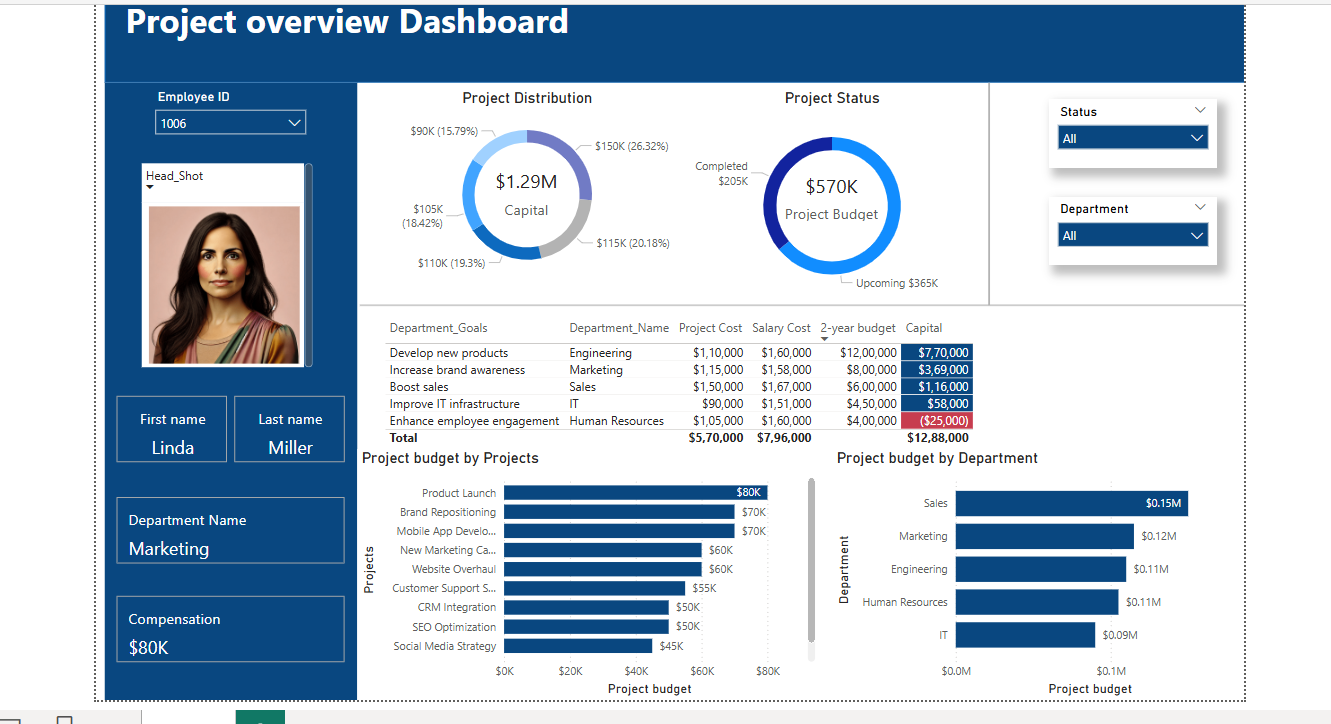 Project overview Dashboard
Employee ID
1006
Head_Shot
First name
Linda
Last name
Miller
Department Name
Marketing
Compensation
$80K
Project Distribution
$90K (15.79%)
$150K (26.32%)
$1.29M
Capital
$105K
(18.42%)
$115K (20.18%)
$110K (19.3%)
Project Status
Completed
$205K
$570K
Project Budget
Upcoming $365K
Status
All
Department
All
Department_Goals Department_Name Project Cost Salary Cost 2-year budget Capital
Develop new products Engineering $1,10,000 $1,60,000 $12,00,000 $7,70,000
Increase brand awareness Marketing $1,15,000 $1,58,000 $8,00,000 $3,69,000
Boost sales Sales $1,50,000 $1,67,000 $6,00,000 $1,16,000
Improve IT infrastructure IT $90,000 $1,51,000 $4,50,000 $58,000
Enhance employee engagement Human Resources $1,05,000 $1,60,000 $4,00,000 ($25,000)
Total $5,70,000 $7,96,000 $12,88,000
Project budget by Projects
Projects
Product Launch $80K
Brand Repositioning $70K
Mobile App Develo... $70K
New Marketing Ca... $60K
Website Overhaul $60K
Customer Support S... $55K
CRM Integration $50K
SEO Optimization $50K
Social Media Strategy $45K
$0K $20K $40K $60K $80K
Project budget
Project budget by Department
Department
Sales $0.15M
Marketing $0.12M
Engineering $0.11M
Human Resources $0.11M
IT $0.09M
$0.0M $0.1M
Project budget